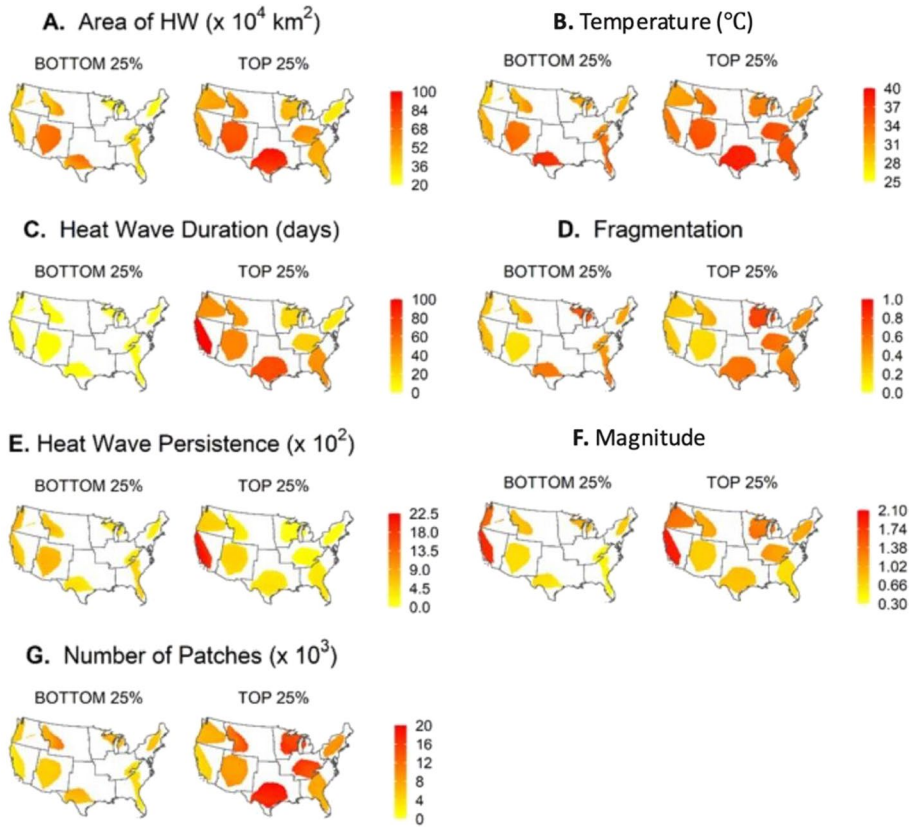 A. Area of HW (x 10⁴ km²)
BOTTOM 25%
TOP 25%
100
84
68
52
36
20
B. Temperature (°C)
BOTTOM 25%
TOP 25%
40
37
34
31
28
25
C. Heat Wave Duration (days)
BOTTOM 25%
TOP 25%
100
80
60
40
20
0
D. Fragmentation
BOTTOM 25%
TOP 25%
1.0
0.8
0.6
0.4
0.2
0.0
E. Heat Wave Persistence (x 10²)
BOTTOM 25%
TOP 25%
22.5
18.0
13.5
9.0
4.5
0.0
F. Magnitude
BOTTOM 25%
TOP 25%
2.10
1.74
1.38
1.02
0.66
0.30
G. Number of Patches (x 10³)
BOTTOM 25%
TOP 25%
20
16
12
8
4
0